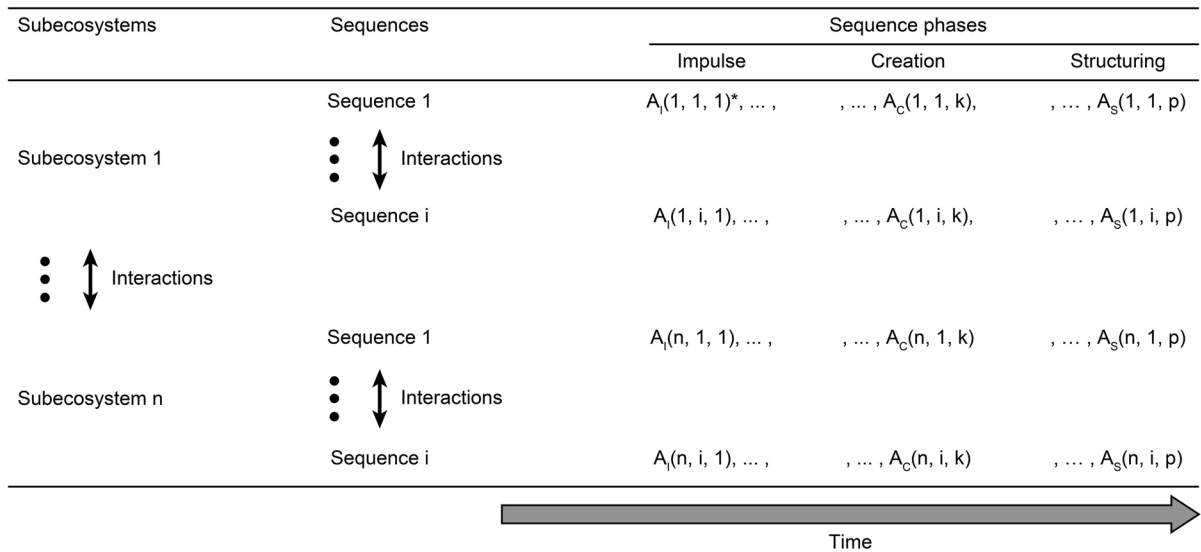 Subecosystems Sequences Sequence phases
Impulse Creation Structuring
Sequence 1 A_I(1, 1, 1)*, ... , , ... , A_C(1, 1, k), , ... , A_S(1, 1, p)
Subecosystem 1 Interactions
Sequence i A_I(1, i, 1), ... , , ... , A_C(1, i, k), , ... , A_S(1, i, p)
Interactions
Sequence 1 A_I(n, 1, 1), ... , , ... , A_C(n, 1, k) , ... , A_S(n, 1, p)
Subecosystem n Interactions
Sequence i A_I(n, i, 1), ... , , ... , A_C(n, i, k) , ... , A_S(n, i, p)
Time